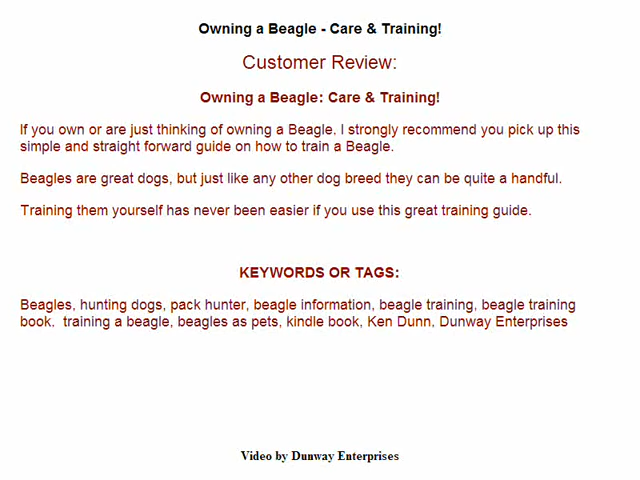 Owning a Beagle - Care & Training!
Customer Review:
Owning a Beagle: Care & Training!
If you own or are just thinking of owning a Beagle. I strongly recommend you pick up this
simple and straight forward guide on how to train a Beagle.
Beagles are great dogs, but just like any other dog breed they can be quite a handful.
Training them yourself has never been easier if you use this great training guide.
KEYWORDS OR TAGS:
Beagles, hunting dogs, pack hunter, beagle information, beagle training, beagle training
book,  training a beagle, beagles as pets, kindle book, Ken Dunn, Dunway Enterprises
Video by Dunway Enterprises